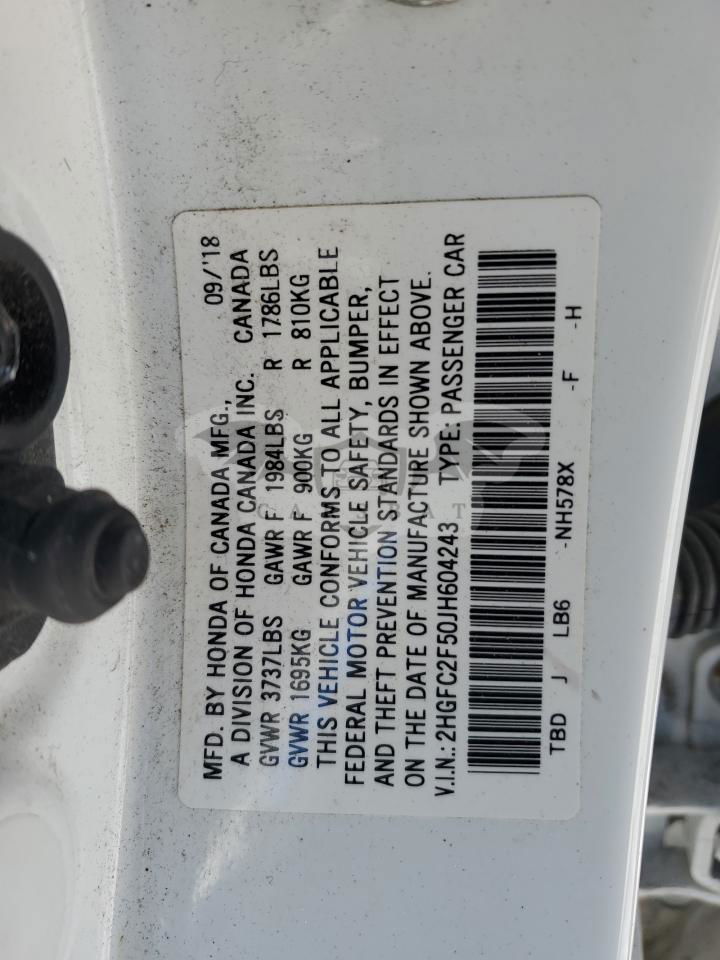 MFD. BY HONDA OF CANADA MFG., 09/'18
A DIVISION OF HONDA CANADA INC. CANADA
GVWR 3737LBS GAWR F 1984LBS R 1786LBS
GVWR 1695KG GAWR F 900KG R 810KG
THIS VEHICLE CONFORMS TO ALL APPLICABLE
FEDERAL MOTOR VEHICLE SAFETY, BUMPER,
AND THEFT PREVENTION STANDARDS IN EFFECT
ON THE DATE OF MANUFACTURE SHOWN ABOVE.
V.I.N.: 2HGFC2F50JH604243 TYPE: PASSENGER CAR
TBD J LB6 -NH578X -F -H